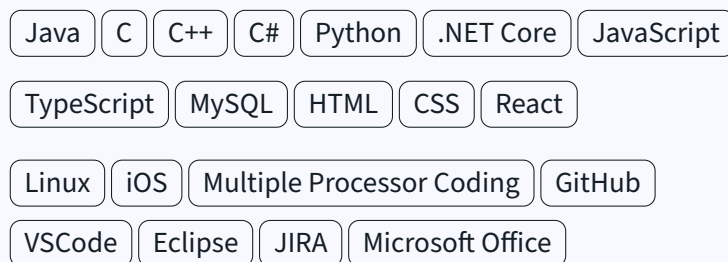 Java C C++ C# Python .NET Core JavaScript
TypeScript MySQL HTML CSS React
Linux iOS Multiple Processor Coding GitHub
VSCode Eclipse JIRA Microsoft Office